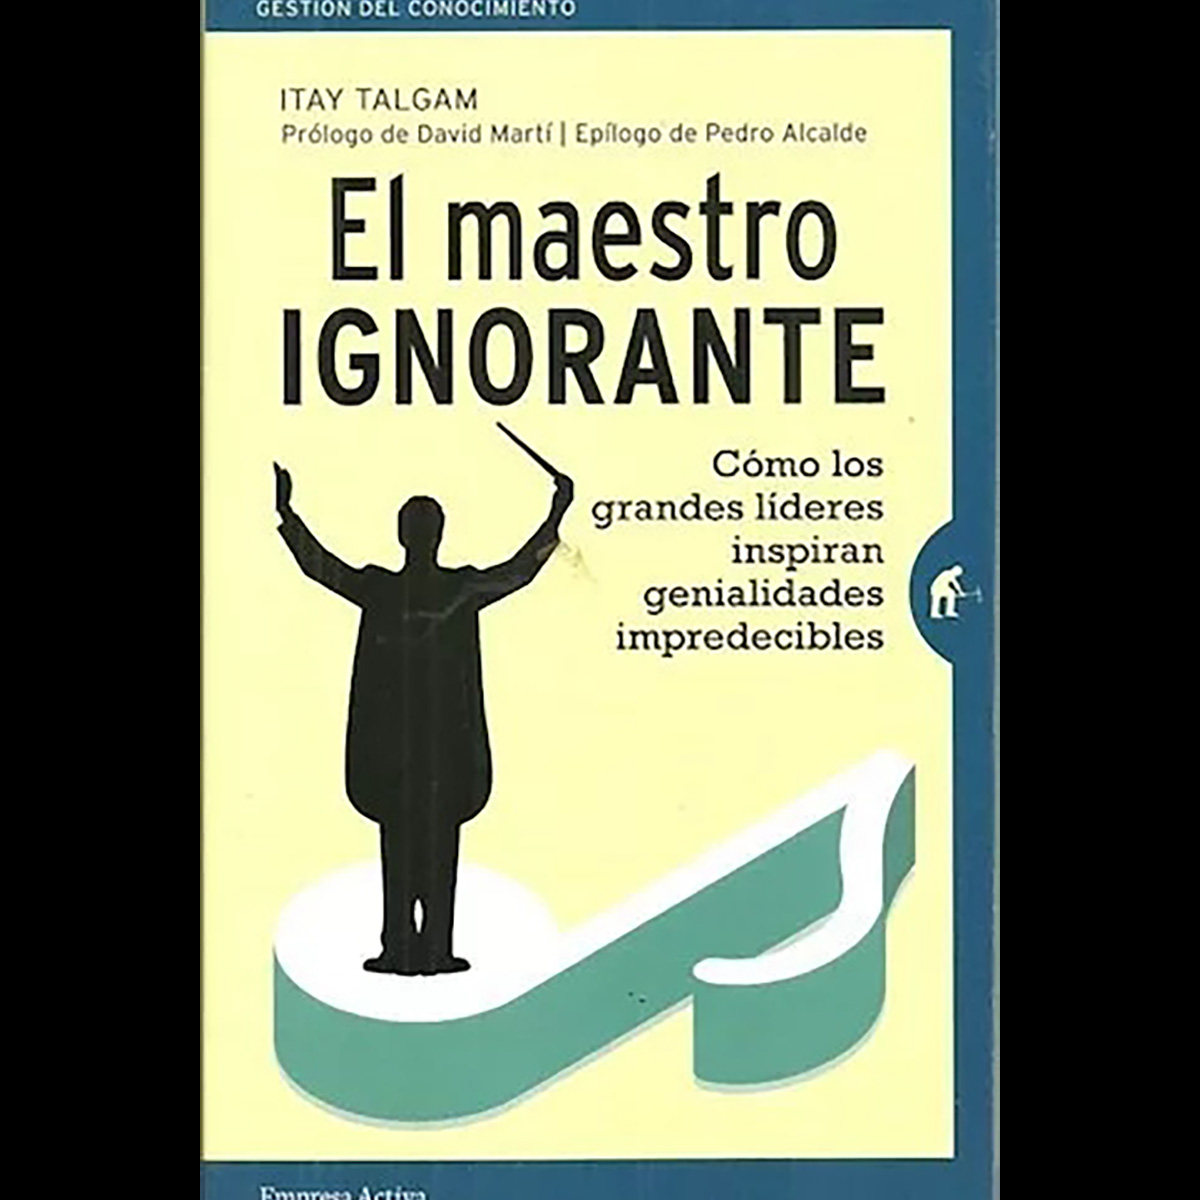 GESTIÓN DEL CONOCIMIENTO
ITAY TALGAM
Prólogo de David Martí | Epílogo de Pedro Alcalde
El maestro
IGNORANTE
Cómo los
grandes líderes
inspiran
genialidades
impredecibles
Empresa Activa